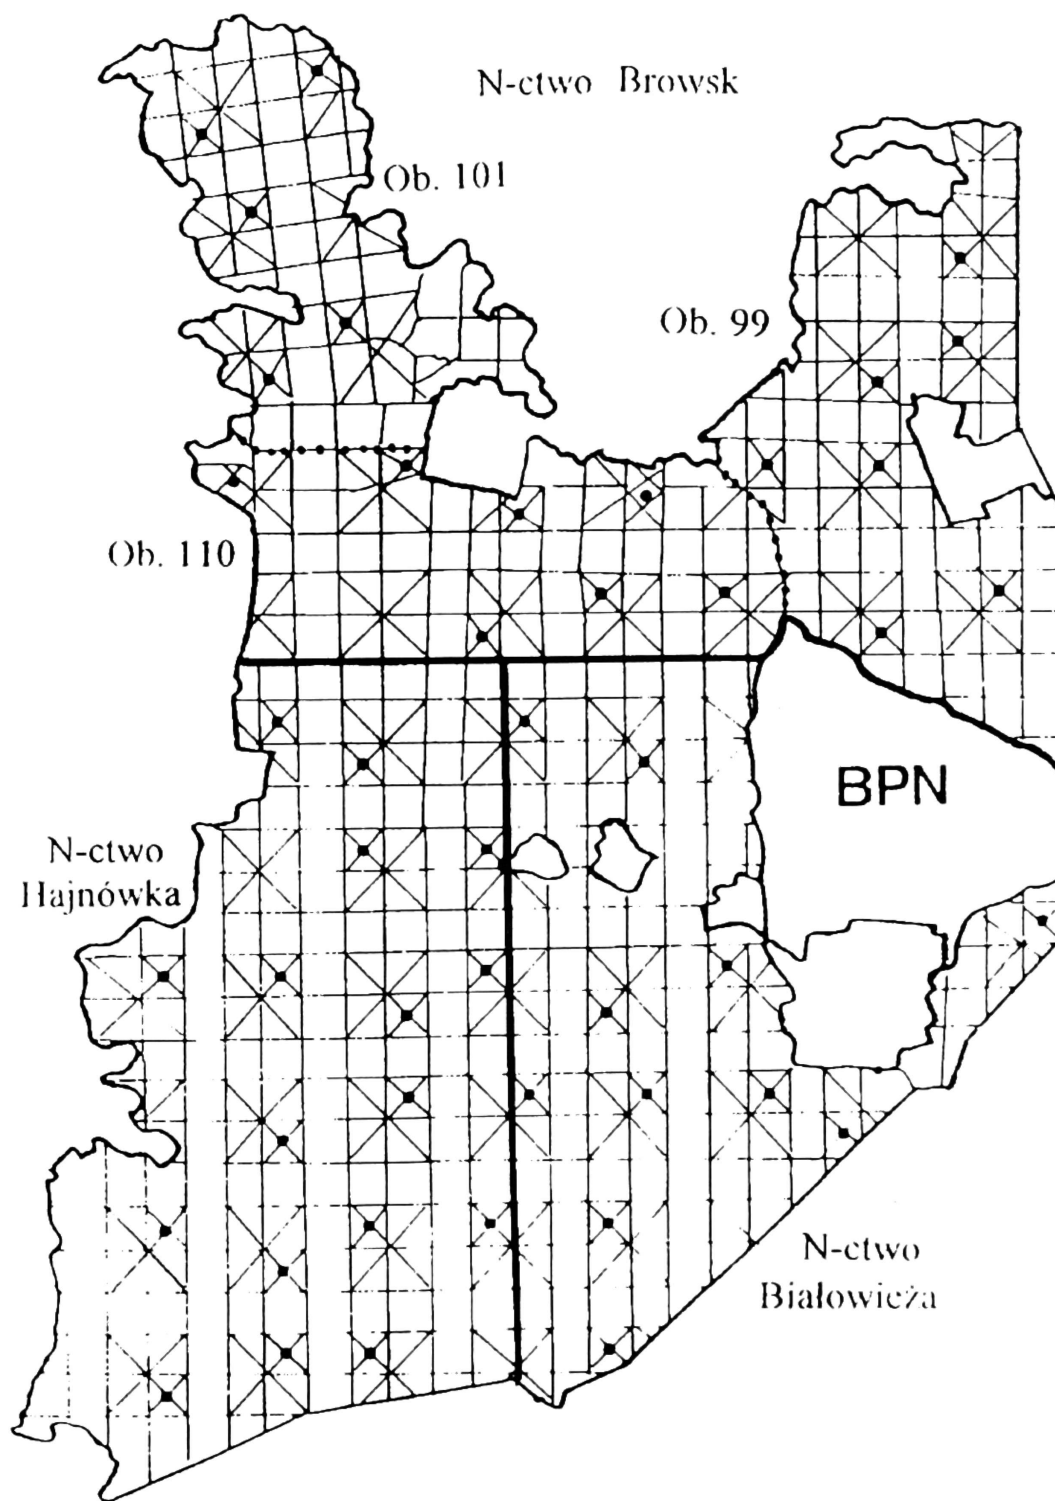 N-ctwo Browsk
Ob. 101
Ob. 99
Ob. 110
BPN
N-ctwo
Hajnówka
N-ctwo
Białowieża